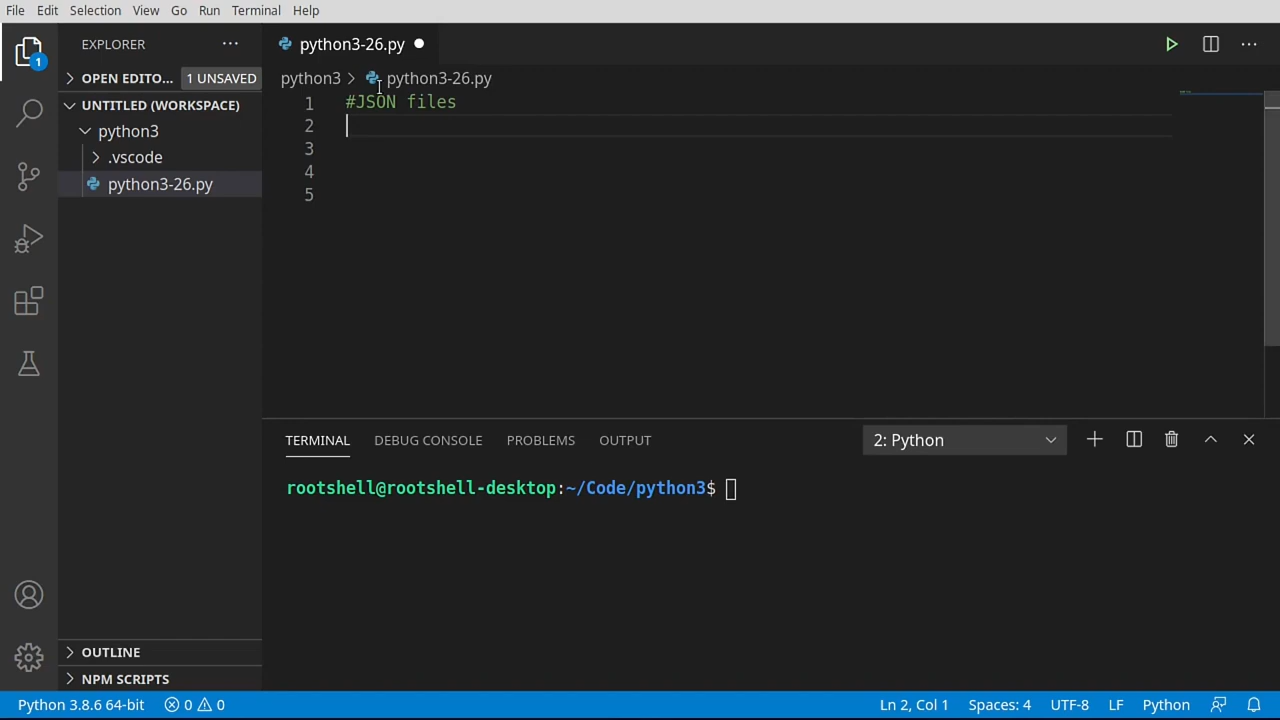 File Edit Selection View Go Run Terminal Help
EXPLORER
OPEN EDITO... 1 UNSAVED
UNTITLED (WORKSPACE)
python3
.vscode
python3-26.py
OUTLINE
NPM SCRIPTS
1
python3-26.py
python3 > python3-26.py
1 #JSON files
2
3
4
5
TERMINAL DEBUG CONSOLE PROBLEMS OUTPUT 2: Python
rootshell@rootshell-desktop:~/Code/python3$
Python 3.8.6 64-bit 0 0 Ln 2, Col 1 Spaces: 4 UTF-8 LF Python